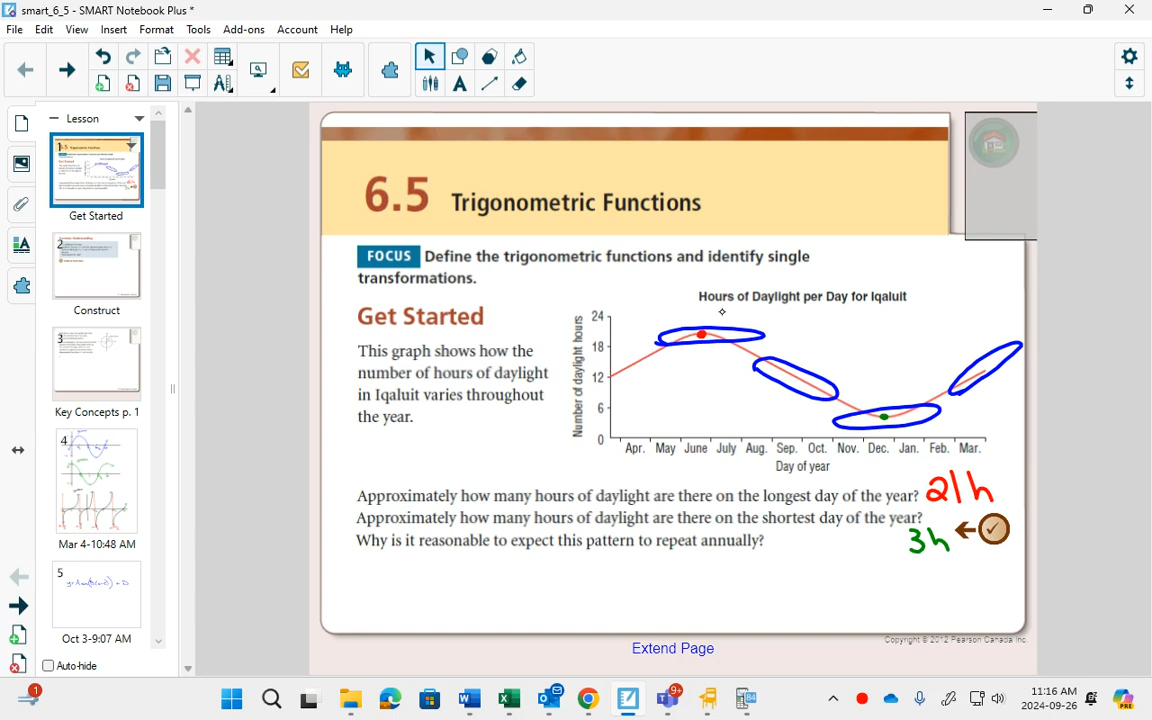 smart_6_5 - SMART Notebook Plus *
File Edit View Insert Format Tools Add-ons Account Help
Lesson
Get Started
2
Construct
3
Key Concepts p. 1
4
Mar 4-10:48 AM
5
Oct 3-9:07 AM
Auto-hide
6.5 Trigonometric Functions
FOCUS Define the trigonometric functions and identify single
transformations.
Get Started
This graph shows how the
number of hours of daylight
in Iqaluit varies throughout
the year.
Hours of Daylight per Day for Iqaluit
Number of daylight hours
24
18
12
6
0
Apr. May June July Aug. Sep. Oct. Nov. Dec. Jan. Feb. Mar.
Day of year
Approximately how many hours of daylight are there on the longest day of the year? 21h
Approximately how many hours of daylight are there on the shortest day of the year?
3h
Why is it reasonable to expect this pattern to repeat annually?
Copyright © 2012 Pearson Canada Inc.
Extend Page
1
9+
11:16 AM
2024-09-26
PRE